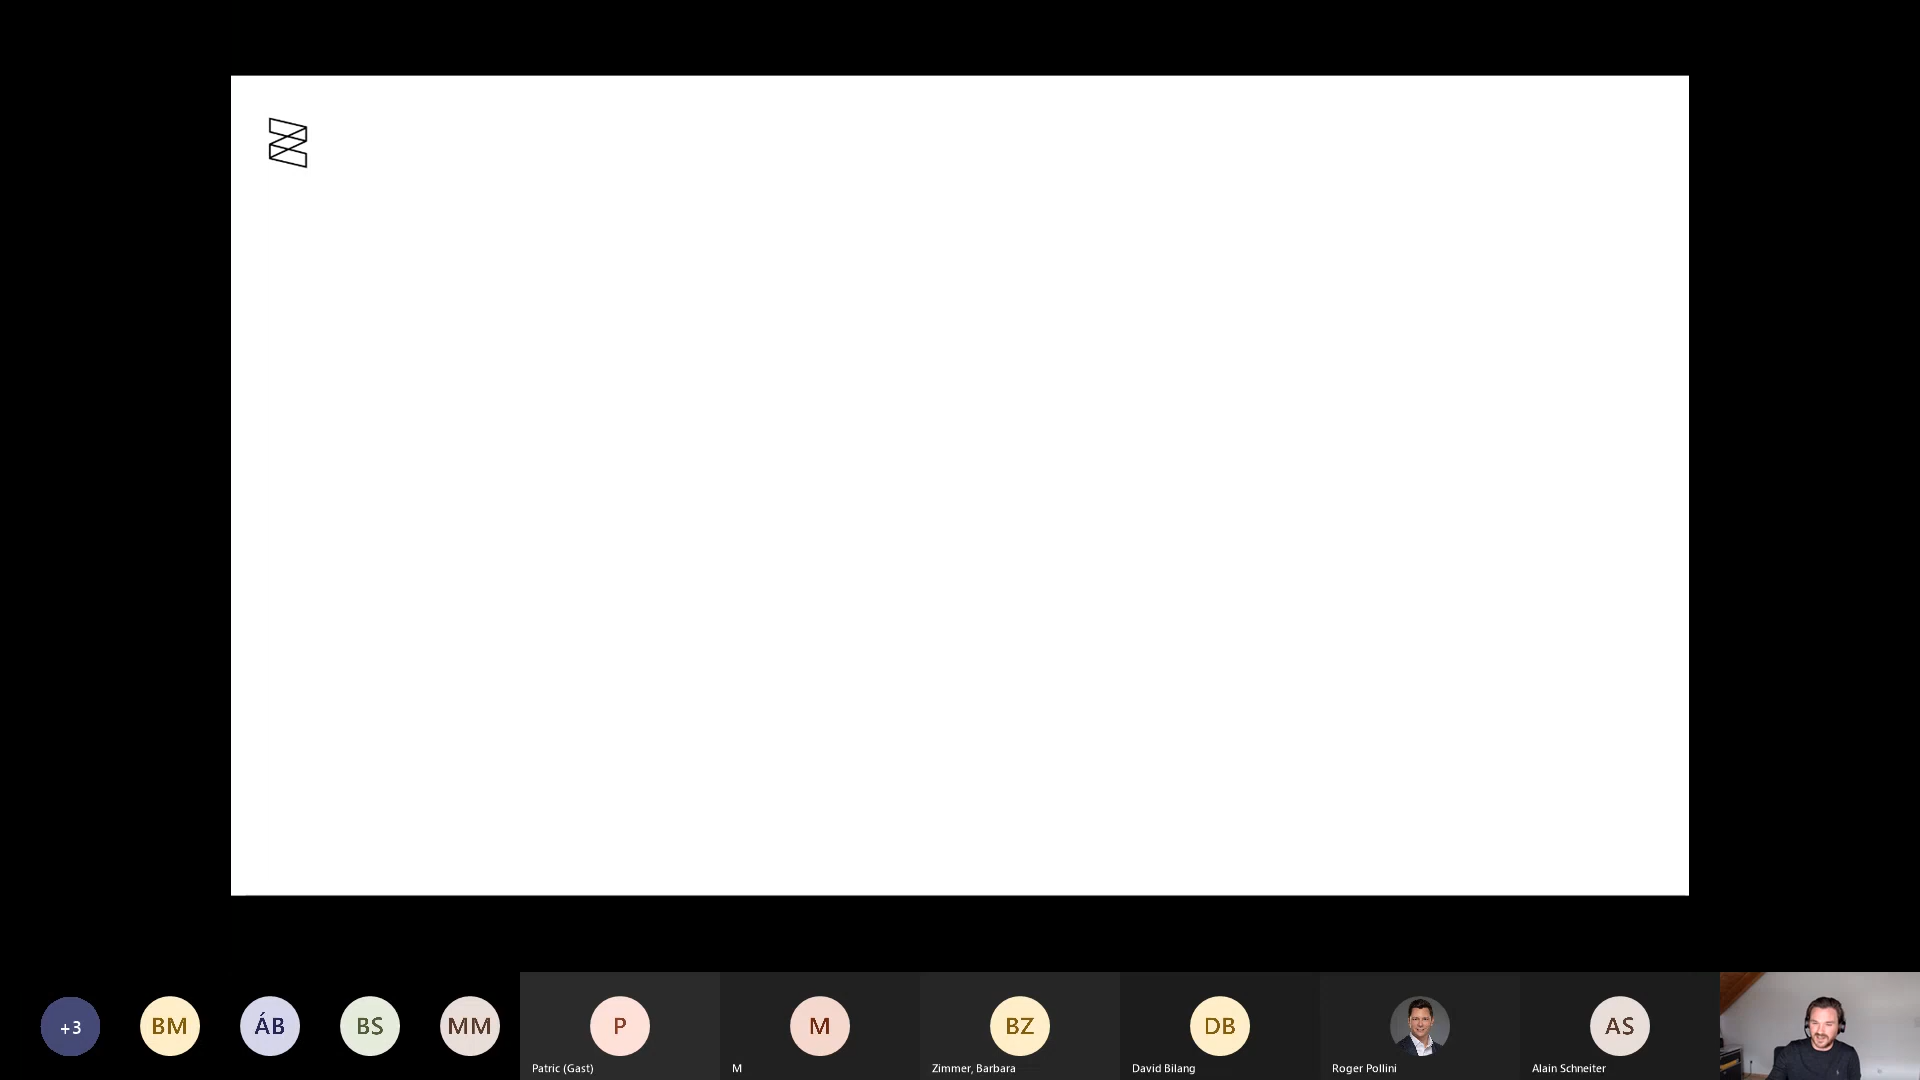 +3
BM
ÁB
BS
MM
P
M
BZ
DB
AS
Patric (Gast)
M
Zimmer, Barbara
David Bilang
Roger Pollini
Alain Schneiter